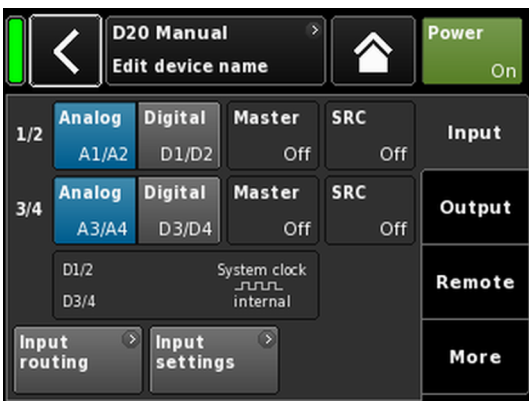 D20 Manual
Edit device name
Power
On
1/2
Analog
A1/A2
Digital
D1/D2
Master
Off
SRC
Off
Input
3/4
Analog
A3/A4
Digital
D3/D4
Master
Off
SRC
Off
Output
D1/2
System clock
D3/4
internal
Remote
Input
routing
Input
settings
More